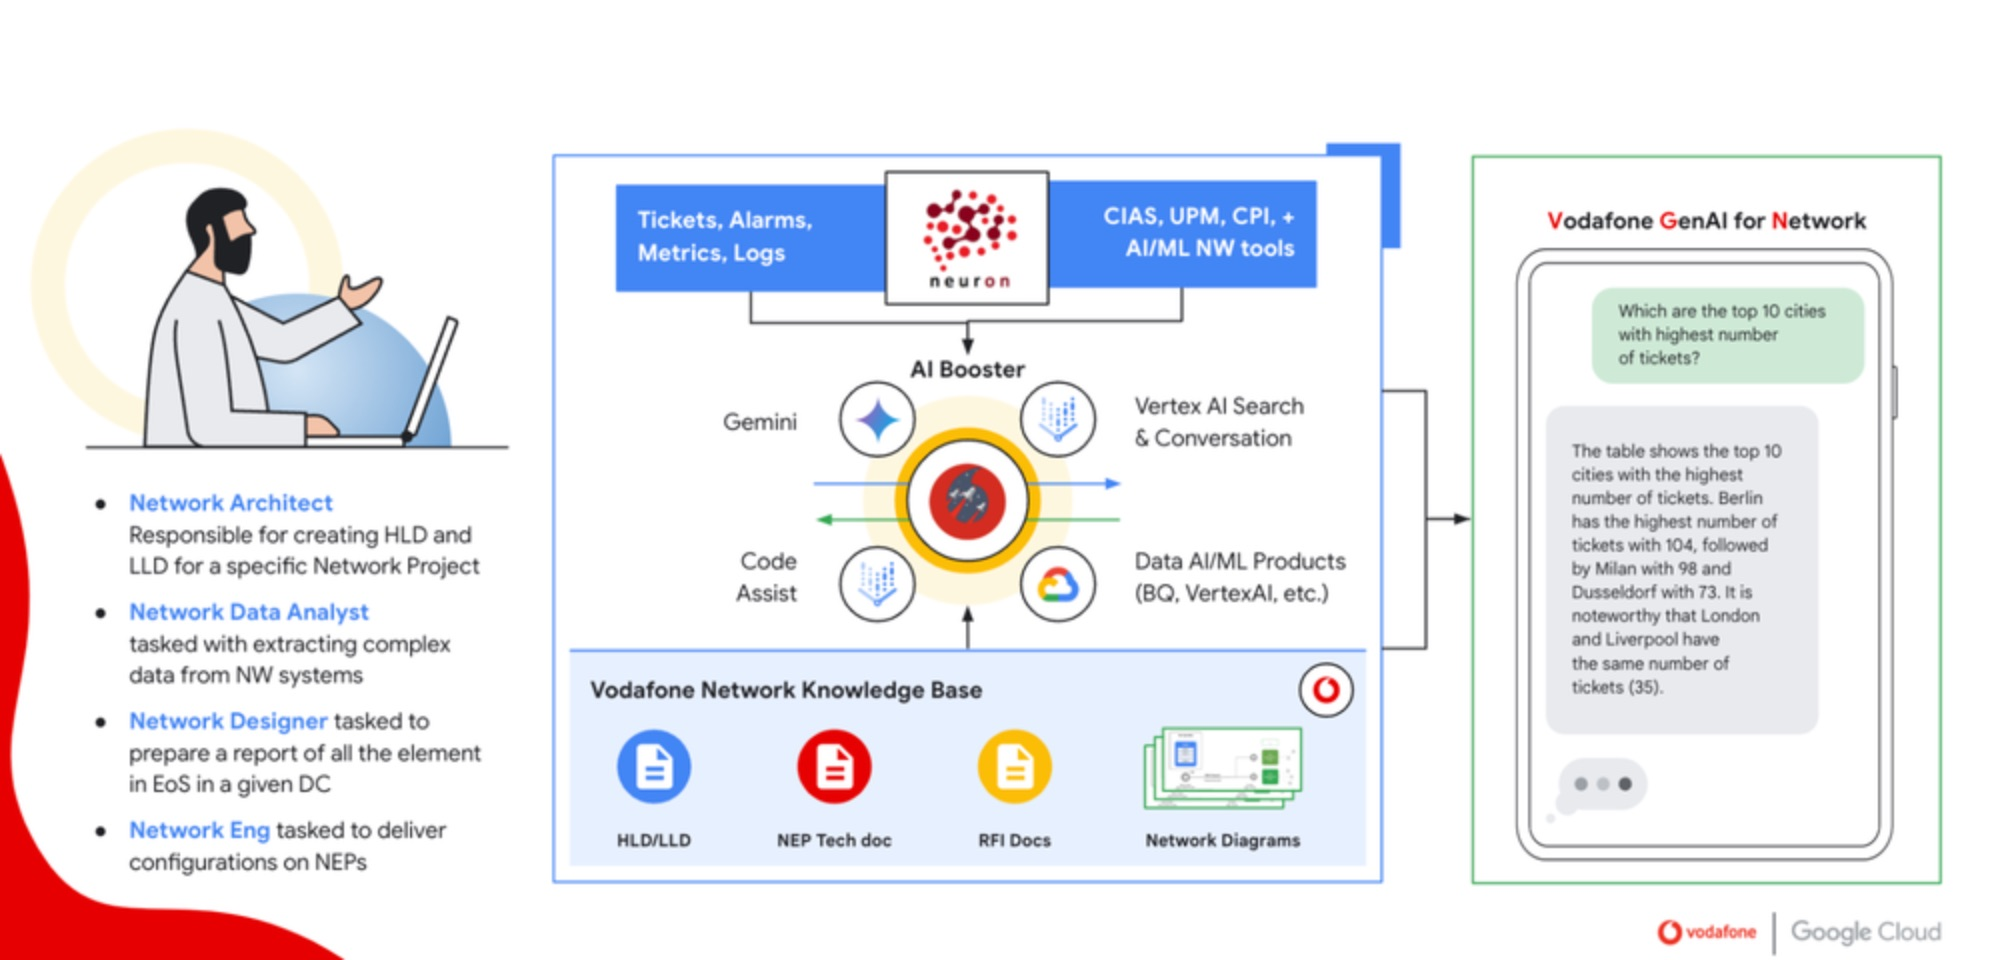 Network Architect
Responsible for creating HLD and
LLD for a specific Network Project
Network Data Analyst
tasked with extracting complex
data from NW systems
Network Designer tasked to
prepare a report of all the element
in EoS in a given DC
Network Eng tasked to deliver
configurations on NEPs
Tickets, Alarms,
Metrics, Logs
neuron
CIAS, UPM, CPI, +
AI/ML NW tools
AI Booster
Gemini
Vertex AI Search
& Conversation
Code
Assist
Data AI/ML Products
(BQ, VertexAI, etc.)
Vodafone Network Knowledge Base
HLD/LLD
NEP Tech doc
RFI Docs
Network Diagrams
Vodafone GenAI for Network
Which are the top 10 cities
with highest number
of tickets?
The table shows the top 10
cities with the highest
number of tickets. Berlin
has the highest number of
tickets with 104, followed
by Milan with 98 and
Dusseldorf with 73. It is
noteworthy that London
and Liverpool have
the same number of
tickets (35).
vodafone
Google Cloud